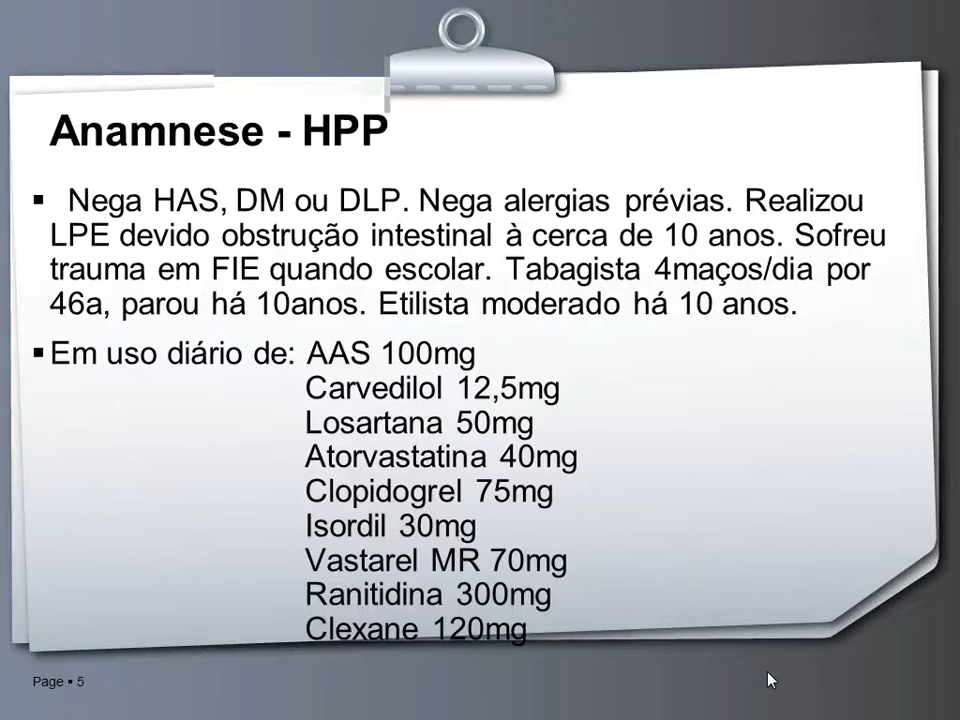 Anamnese - HPP
▪ Nega HAS, DM ou DLP. Nega alergias prévias. Realizou
LPE devido obstrução intestinal à cerca de 10 anos. Sofreu
trauma em FIE quando escolar. Tabagista 4maços/dia por
46a, parou há 10anos. Etilista moderado há 10 anos.
▪ Em uso diário de: AAS 100mg
Carvedilol 12,5mg
Losartana 50mg
Atorvastatina 40mg
Clopidogrel 75mg
Isordil 30mg
Vastarel MR 70mg
Ranitidina 300mg
Clexane 120mg
Page ▪ 5